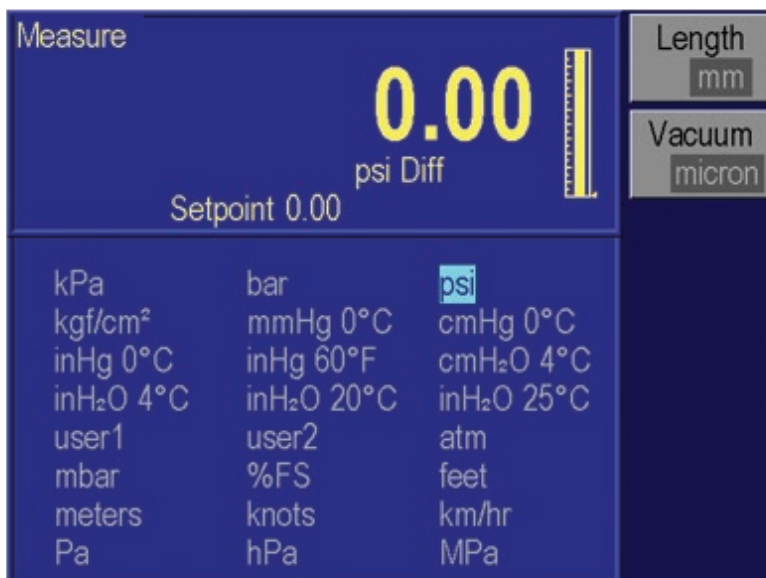 Measure
0.00
psi Diff
Setpoint 0.00
Length
mm
Vacuum
micron
kPa bar psi
kgf/cm² mmHg 0°C cmHg 0°C
inHg 0°C inHg 60°F cmH₂O 4°C
inH₂O 4°C inH₂O 20°C inH₂O 25°C
user1 user2 atm
mbar %FS feet
meters knots km/hr
Pa hPa MPa